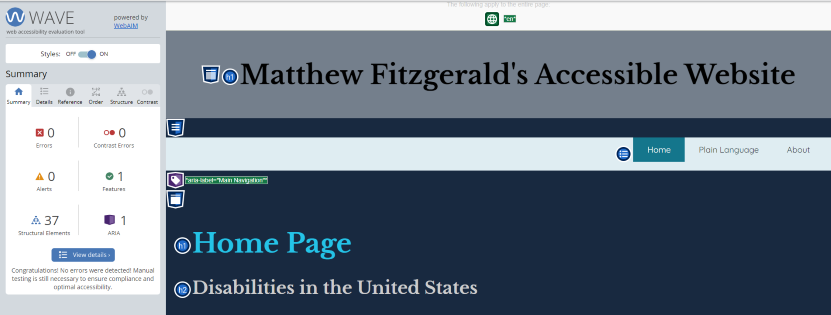 WAVE
web accessibility evaluation tool
powered by
WebAIM
Styles: OFF ON
Summary
Summary Details Reference Order Structure Contrast
0 0
Errors Contrast Errors
0 1
Alerts Features
37 1
Structural Elements ARIA
View details ›
Congratulations! No errors were detected! Manual
testing is still necessary to ensure compliance and
optimal accessibility.
The following apply to the entire page
"en"
h1 Matthew Fitzgerald's Accessible Website
Home Plain Language About
*aria-label="Main Navigation"*
h1 Home Page
h2 Disabilities in the United States